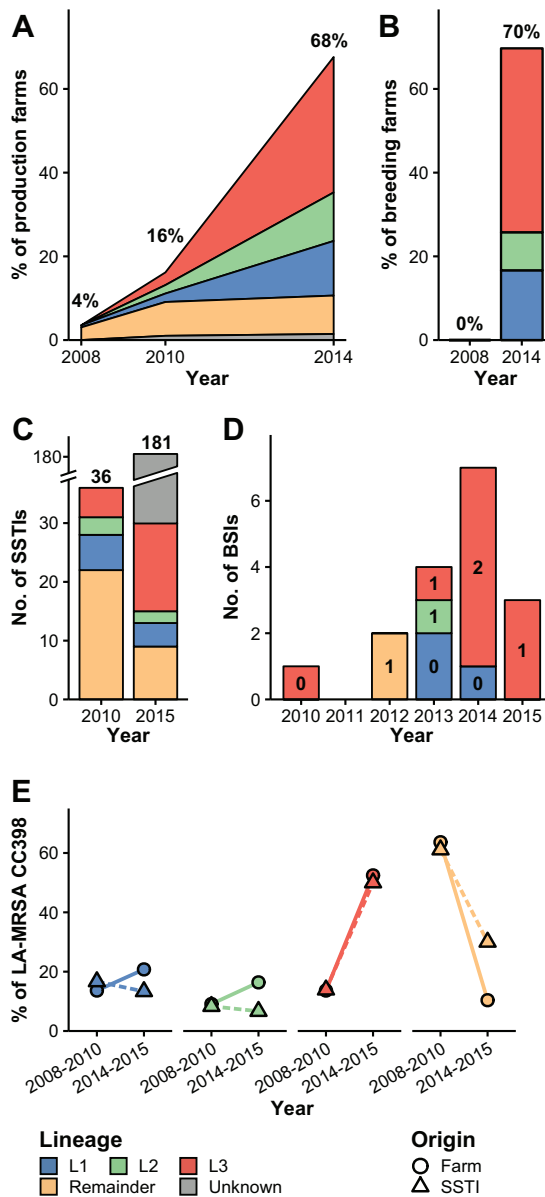 A
68%
60
40
20
0
16%
4%
2008
2010
2014
Year
% of production farms
B
70%
60
40
20
0
0%
2008
2014
Year
% of breeding farms
C
181
36
180
30
20
10
0
2010
2015
Year
No. of SSTIs
D
6
4
2
0
0
1
1
1
0
2
0
1
2010
2011
2012
2013
2014
2015
Year
No. of BSIs
E
60
40
20
0
% of LA-MRSA CC398
2008-2010
2014-2015
2008-2010
2014-2015
2008-2010
2014-2015
2008-2010
2014-2015
Year
Lineage
L1
L2
L3
Remainder
Unknown
Origin
Farm
SSTI